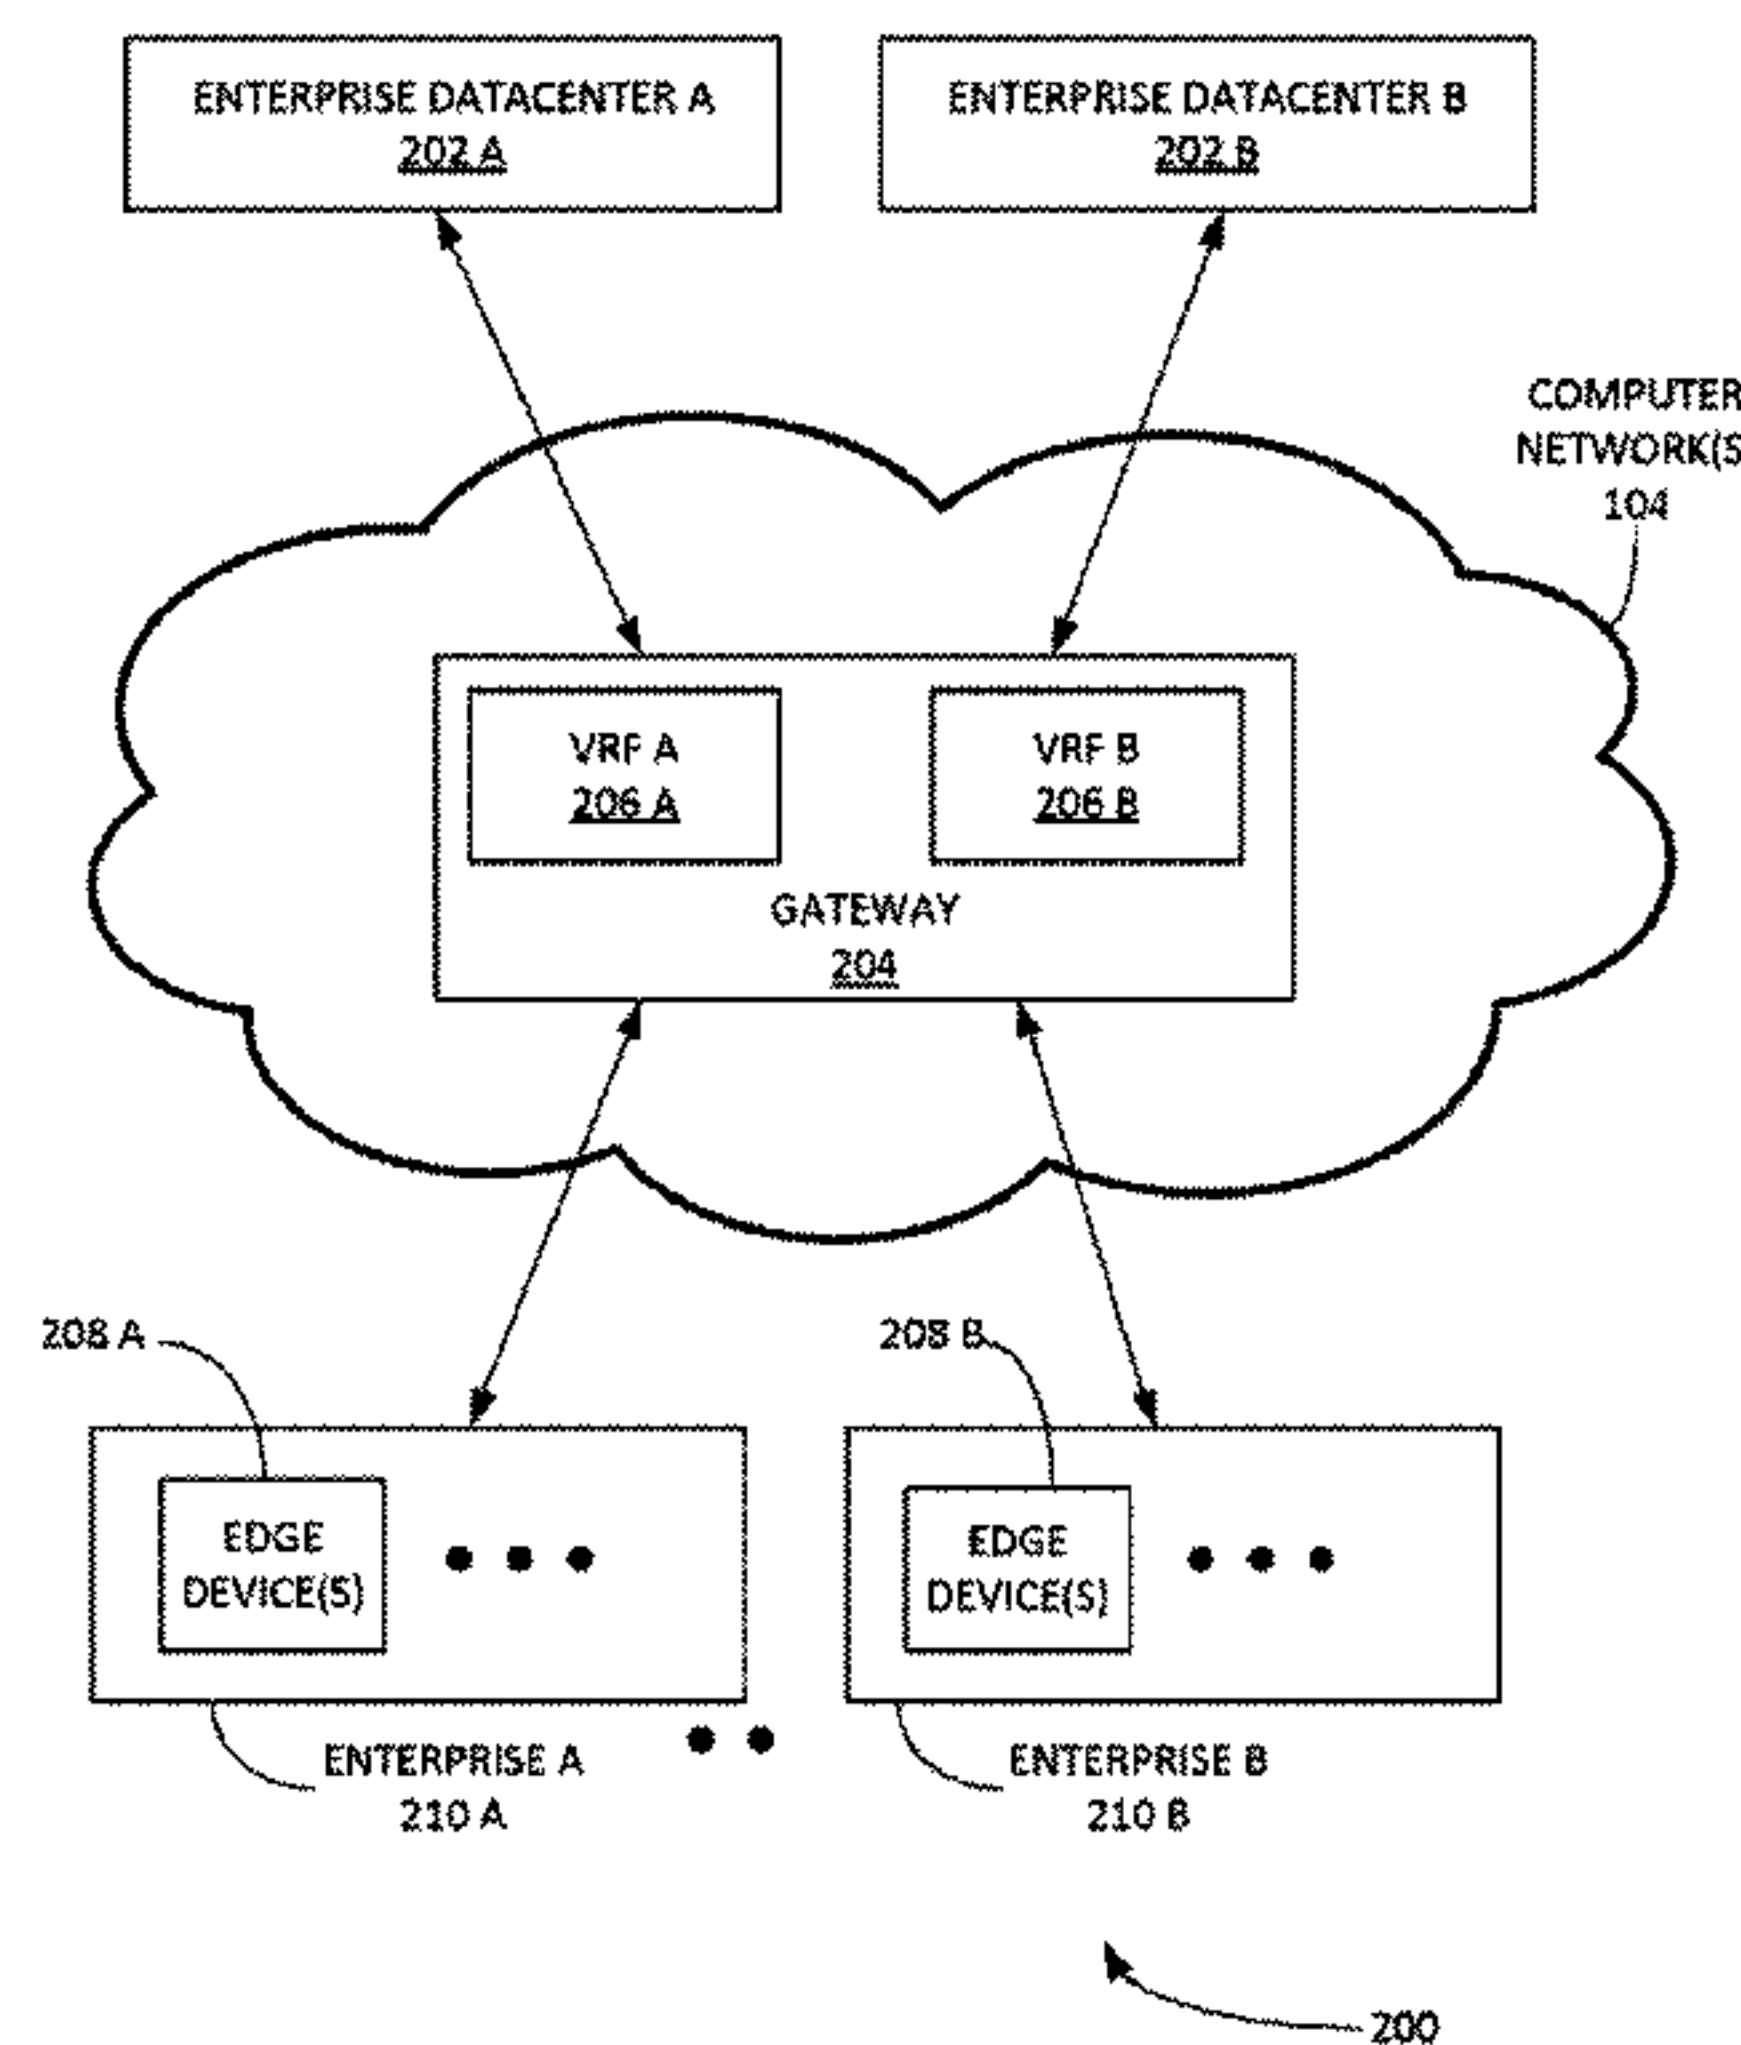 ENTERPRISE DATACENTER A
202 A
ENTERPRISE DATACENTER B
202 B
COMPUTER
NETWORK(S
104
VRF A
206 A
VRF B
206 B
GATEWAY
204
208 A
208 B
EDGE
DEVICE(S)
EDGE
DEVICE(S)
ENTERPRISE A
210 A
ENTERPRISE B
210 B
200